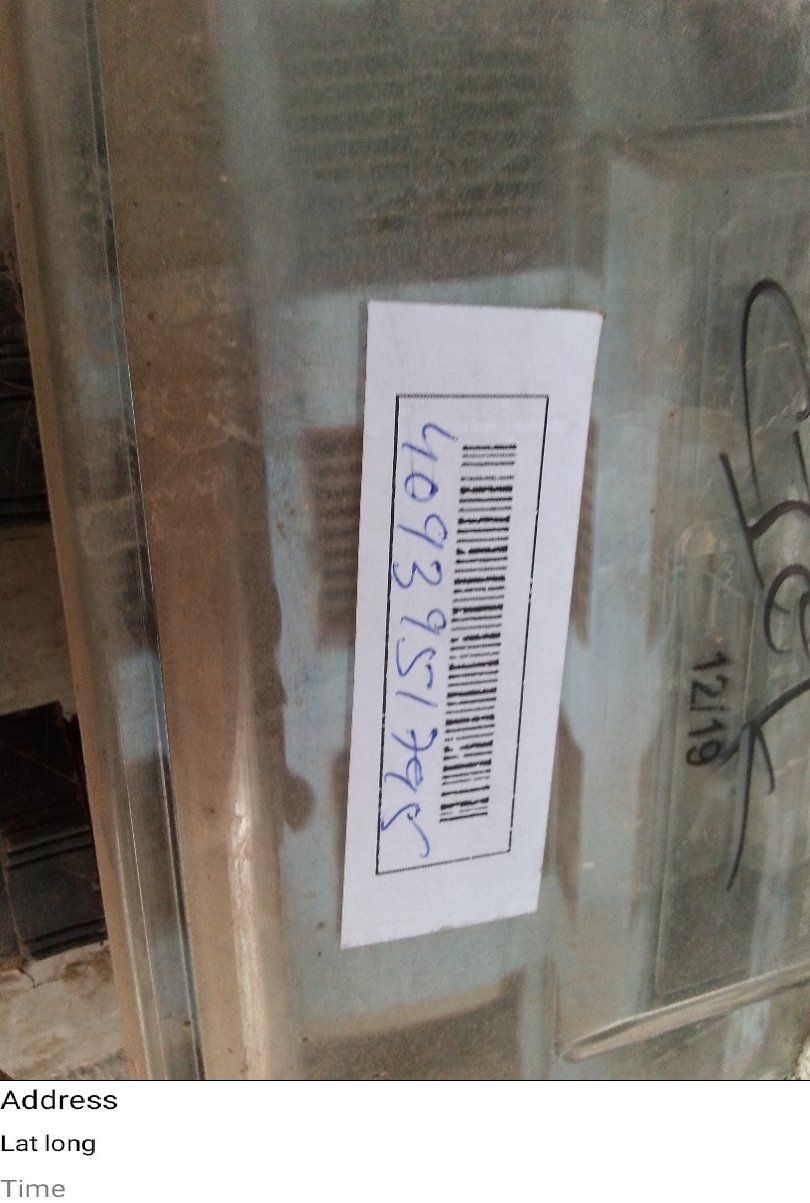 4093951795
12/19
Address
Lat long
Time